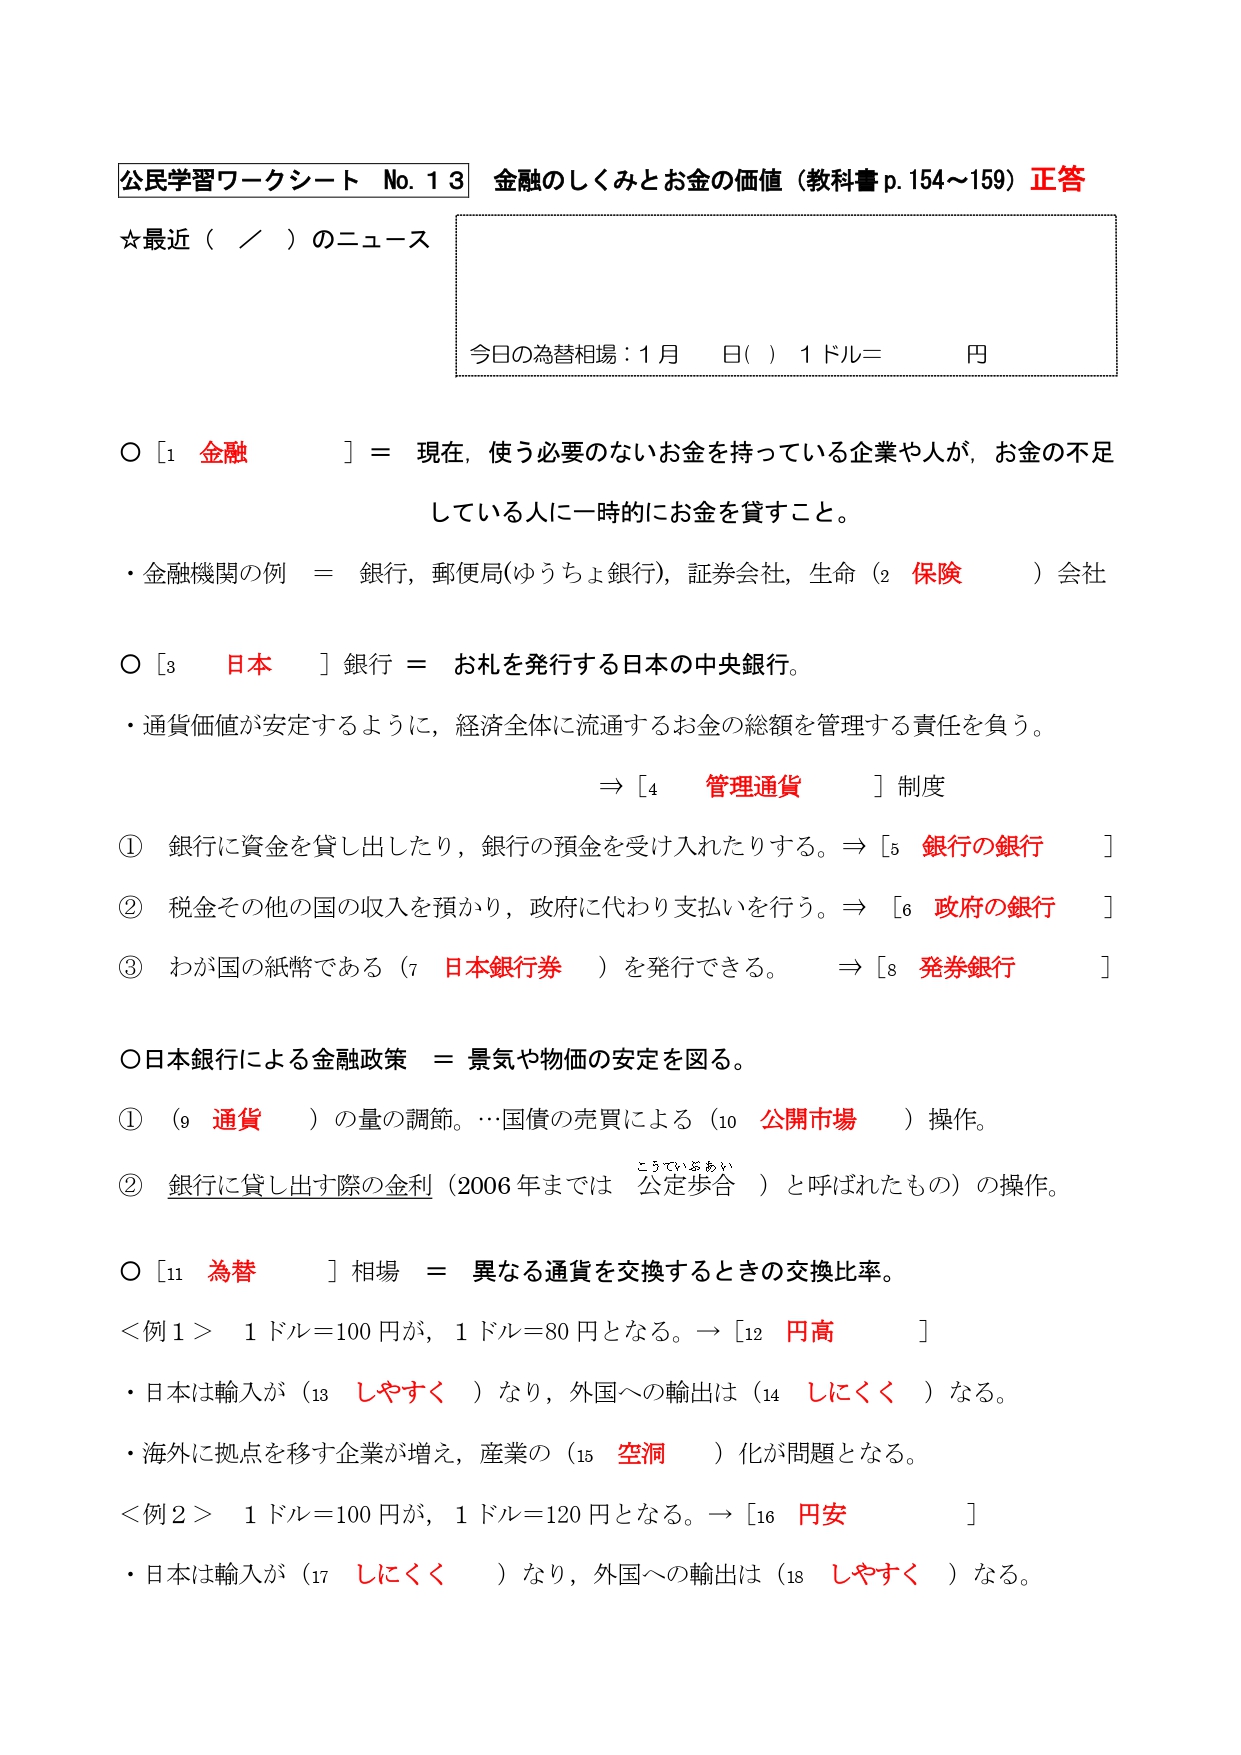 公民学習ワークシート　No.１３　金融のしくみとお金の価値（教科書 p.154～159）正答
☆最近（　／　）のニュース
今日の為替相場：1 月　　日(　)　1 ドル＝　　　　円
〇［1　金融　　　　］＝　現在，使う必要のないお金を持っている企業や人が，お金の不足
している人に一時的にお金を貸すこと。
・金融機関の例　＝　銀行，郵便局(ゆうちょ銀行)，証券会社，生命（2　保険　　　）会社
〇［3　　日本　　］銀行 ＝　お札を発行する日本の中央銀行。
・通貨価値が安定するように，経済全体に流通するお金の総額を管理する責任を負う。
⇒［4　　管理通貨　　　］制度
①　銀行に資金を貸し出したり，銀行の預金を受け入れたりする。⇒［5　銀行の銀行　　］
②　税金その他の国の収入を預かり，政府に代わり支払いを行う。⇒　［6　政府の銀行　　］
③　わが国の紙幣である（7　日本銀行券　）を発行できる。　　⇒［8　発券銀行　　　］
〇日本銀行による金融政策　＝ 景気や物価の安定を図る。
①　（9　通貨　　）の量の調節。…国債の売買による（10　公開市場　　）操作。
②　銀行に貸し出す際の金利（2006 年までは　公定歩合　）と呼ばれたもの）の操作。
こうていぶあい
〇［11　為替　　　］相場　＝　異なる通貨を交換するときの交換比率。
＜例１＞　１ドル＝100 円が，１ドル＝80 円となる。→［12　円高　　　］
・日本は輸入が（13　しやすく　）なり，外国への輸出は（14　しにくく　）なる。
・海外に拠点を移す企業が増え，産業の（15　空洞　　）化が問題となる。
＜例２＞　１ドル＝100 円が，１ドル＝120 円となる。→［16　円安　　　　　］
・日本は輸入が（17　しにくく　　）なり，外国への輸出は（18　しやすく　）なる。